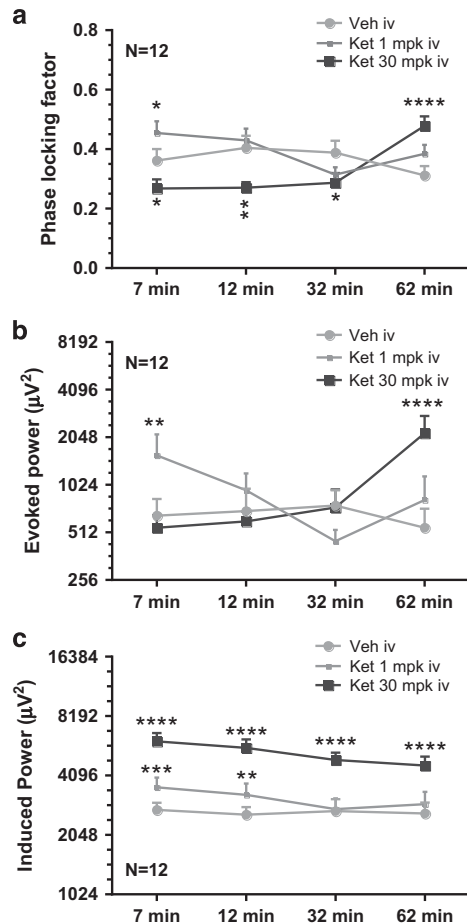 a
Veh iv
Ket 1 mpk iv
Ket 30 mpk iv
N=12
Phase locking factor
0.8
0.6
0.4
0.2
0.0
*
****
*
**
*
7 min 12 min 32 min 62 min
b
Veh iv
Ket 1 mpk iv
Ket 30 mpk iv
N=12
Evoked power (µV²)
8192
4096
2048
1024
512
256
**
****
7 min 12 min 32 min 62 min
c
Veh iv
Ket 1 mpk iv
Ket 30 mpk iv
Induced Power (µV²)
16384
8192
4096
2048
1024
**** **** **** ****
*** **
N=12
7 min 12 min 32 min 62 min